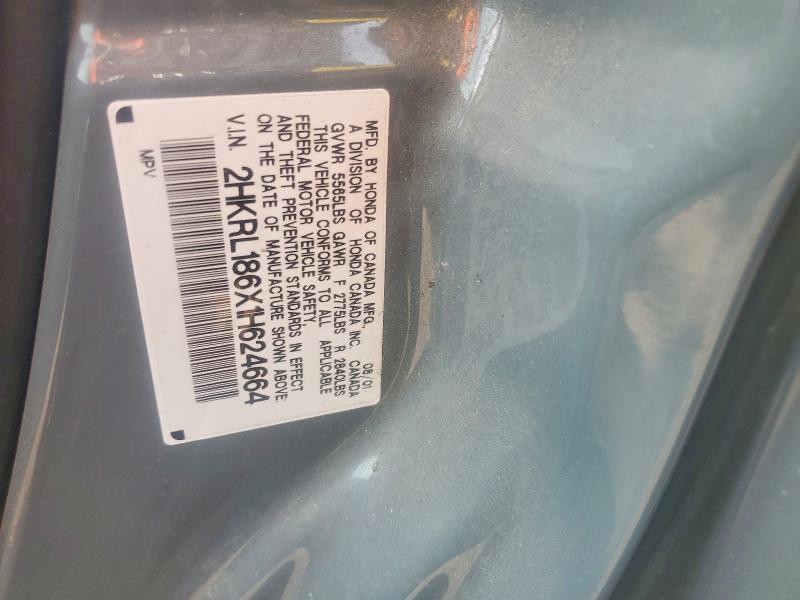 MFD. BY HONDA OF CANADA MFG., 08/01
A DIVISION OF HONDA CANADA INC, CANADA
GVWR 5565LBS GAWR F 2775LBS R 2840LBS
THIS VEHICLE CONFORMS TO ALL APPLICABLE
FEDERAL MOTOR VEHICLE SAFETY,
AND THEFT PREVENTION STANDARDS IN EFFECT
ON THE DATE OF MANUFACTURE SHOWN ABOVE:
V.I.N. 2HKRL186X1H624664
MPV